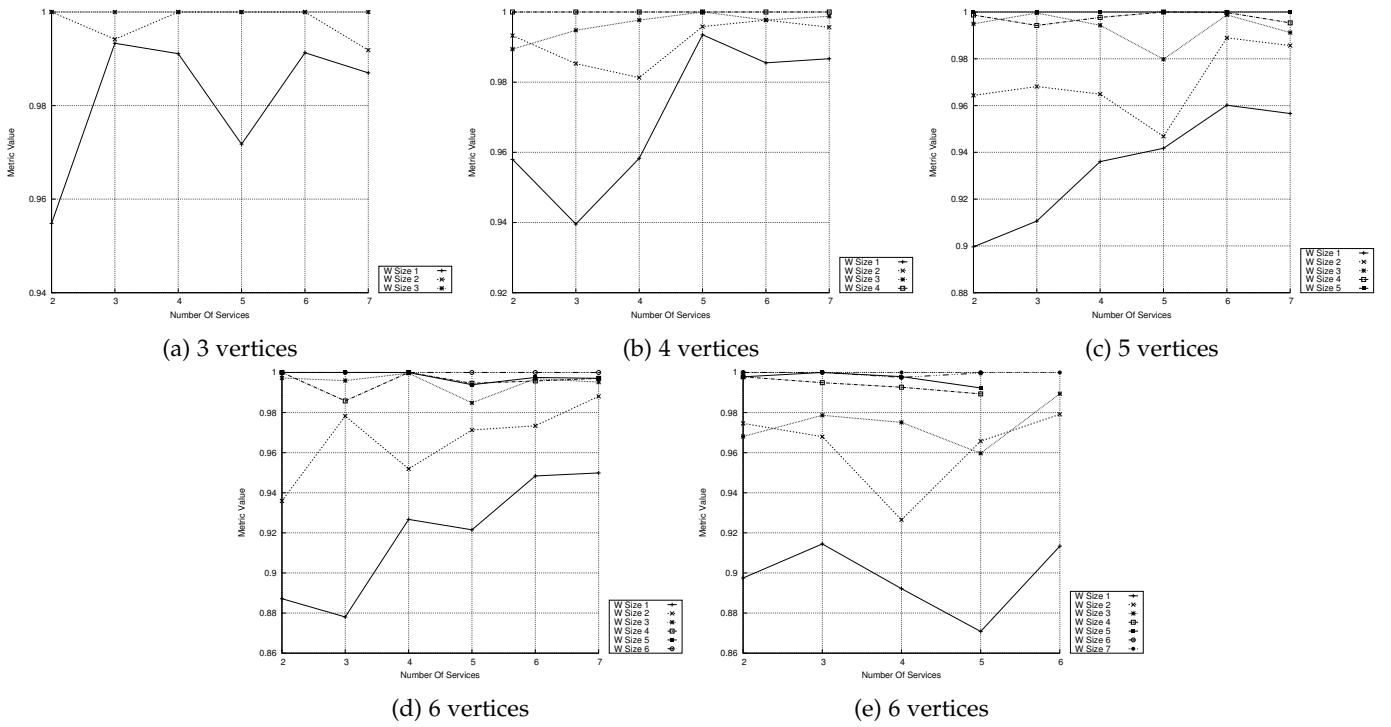 1
0.98
0.96
0.94
Metric Value
2 3 4 5 6 7
Number Of Services
W Size 1
W Size 2
W Size 3
(a) 3 vertices
1
0.98
0.96
0.94
0.92
Metric Value
2 3 4 5 6 7
Number Of Services
W Size 1
W Size 2
W Size 3
W Size 4
(b) 4 vertices
1
0.98
0.96
0.94
0.92
0.9
0.88
Metric Value
2 3 4 5 6 7
Number Of Services
W Size 1
W Size 2
W Size 3
W Size 4
W Size 5
(c) 5 vertices
1
0.98
0.96
0.94
0.92
0.9
0.88
0.86
Metric Value
2 3 4 5 6 7
Number Of Services
W Size 1
W Size 2
W Size 3
W Size 4
W Size 5
W Size 6
(d) 6 vertices
1
0.98
0.96
0.94
0.92
0.9
0.88
0.86
Metric Value
2 3 4 5 6
Number Of Services
W Size 1
W Size 2
W Size 3
W Size 4
W Size 5
W Size 6
W Size 7
(e) 6 vertices